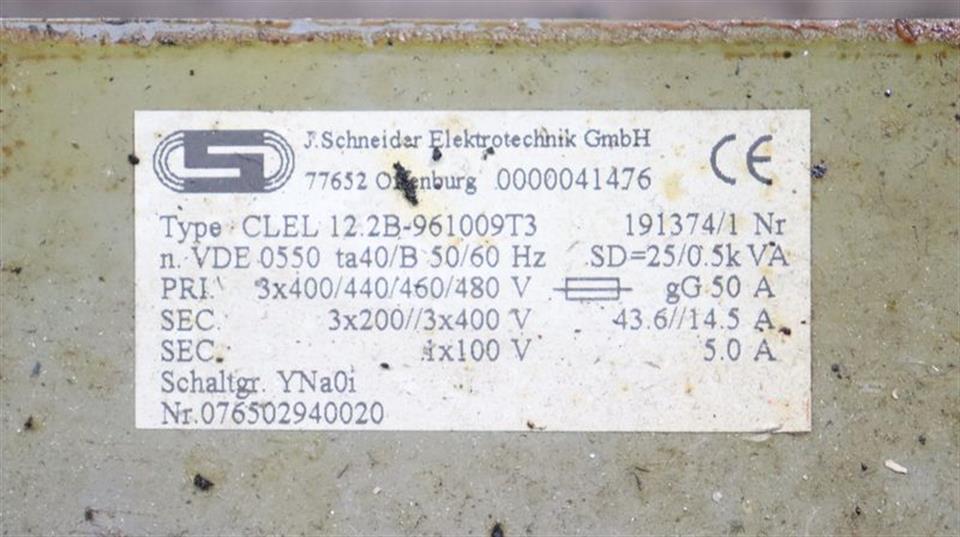 J.Schneider Elektrotechnik GmbH
77652 Offenburg 0000041476
CE
Type CLEL 12.2B-961009T3 191374/1 Nr
n. VDE 0550 ta40/B 50/60 Hz SD=25/0.5kVA
PRI. 3x400/440/460/480 V gG 50 A
SEC. 3x200//3x400 V 43.6//14.5 A
SEC. 1x100 V 5.0 A
Schaltgr. YNa0i
Nr.076502940020